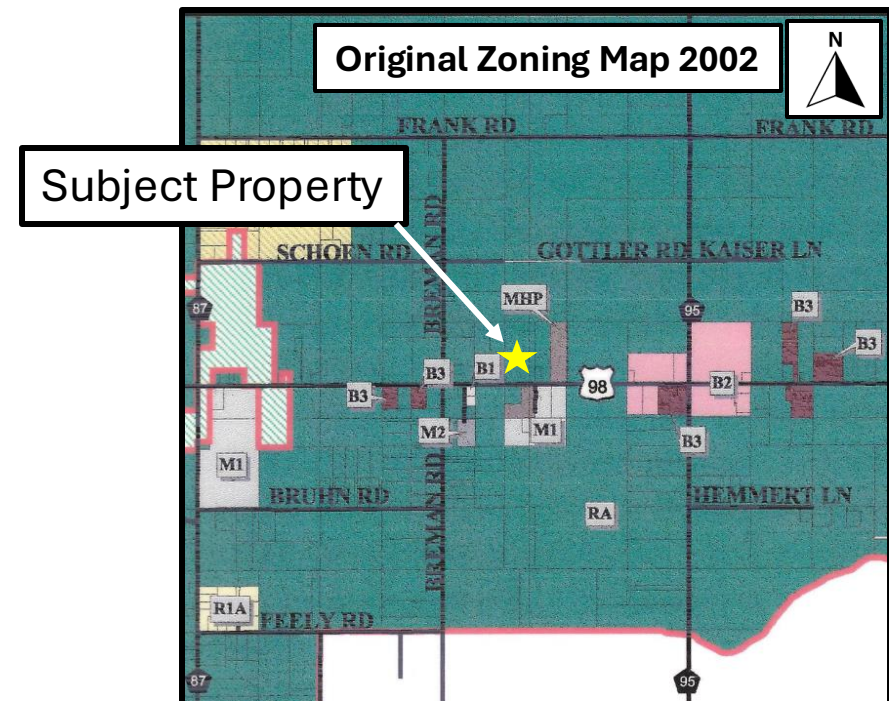 Original Zoning Map 2002
N
FRANK RD
FRANK RD
Subject Property
BREMAN RD
SCHOEN RD
GOTTLER RD
KAISER LN
87
MHP
95
B3
B3
B3
B1
98
B3
B2
M2
M1
B3
M1
BREMAN RD
BRUHN RD
HEMMERT LN
RA
R1A
FEELY RD
87
95